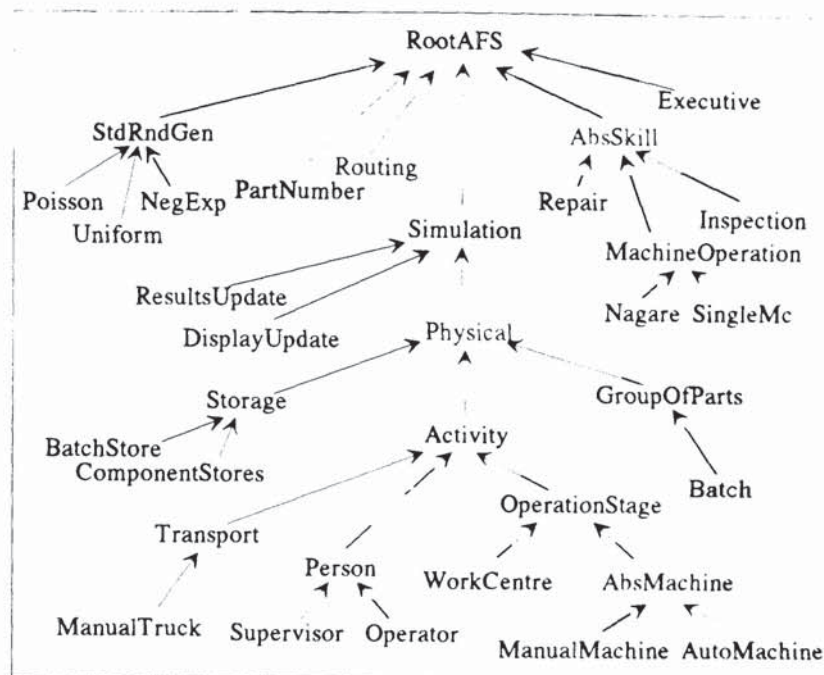 RootAFS
Executive
StdRndGen
AbsSkill
Routing
PartNumber
Poisson
NegExp
Uniform
Repair
Inspection
Simulation
MachineOperation
ResultsUpdate
Nagare SingleMc
DisplayUpdate
Physical
Storage
GroupOfParts
BatchStore
ComponentStores
Activity
Batch
OperationStage
Transport
Person
WorkCentre
AbsMachine
ManualTruck
Supervisor
Operator
ManualMachine
AutoMachine